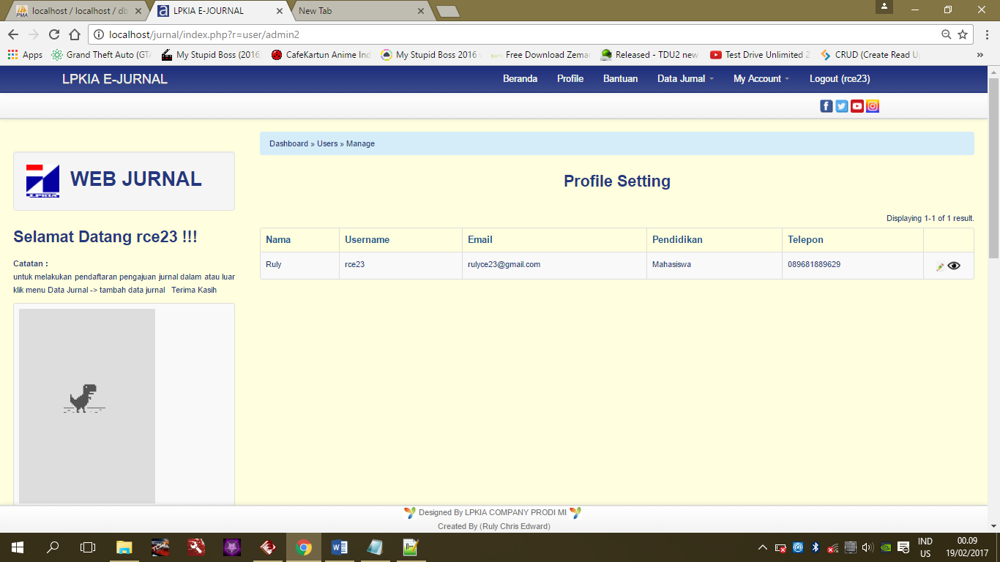 localhost / localhost / db
LPKIA E-JOURNAL
New Tab
localhost/jurnal/index.php?r=user/admin2
Apps
Grand Theft Auto (GTA
My Stupid Boss (2016)
CafeKartun Anime Ind
My Stupid Boss 2016
Free Download Zema
Released - TDU2 new
Test Drive Unlimited 2
CRUD (Create Read U
LPKIA E-JURNAL
Beranda
Profile
Bantuan
Data Jurnal
My Account
Logout (rce23)
Dashboard » Users » Manage
LPKIA
WEB JURNAL
Profile Setting
Displaying 1-1 of 1 result.
Nama Username Email Pendidikan Telepon
Ruly rce23 rulyce23@gmail.com Mahasiswa 089681889629
Selamat Datang rce23 !!!
Catatan :
untuk melakukan pendaftaran pengajuan jurnal dalam atau luar
klik menu Data Jurnal -> tambah data jurnal Terima Kasih
Designed By LPKIA COMPANY PRODI MI
Created By (Ruly Chris Edward)
IND
US
00.09
19/02/2017